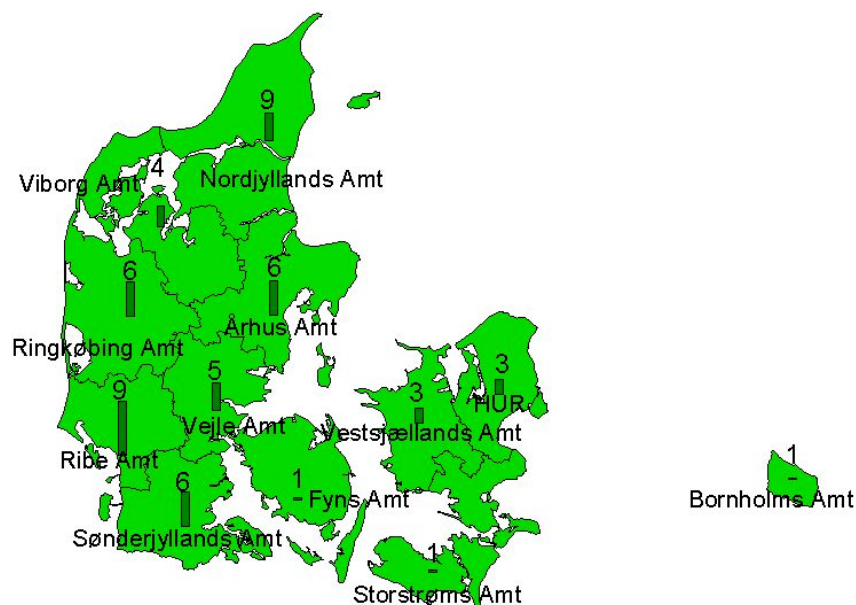 9
4
Viborg Amt
Nordjyllands Amt
6
6
Århus Amt
Ringkøbing Amt
3
5
3
9
HUR
Vejle Amt
Vestsjællands Amt
Ribe Amt
1
6
1
Fyns Amt
Bornholms Amt
Sønderjyllands Amt
1
Storstrøms Amt